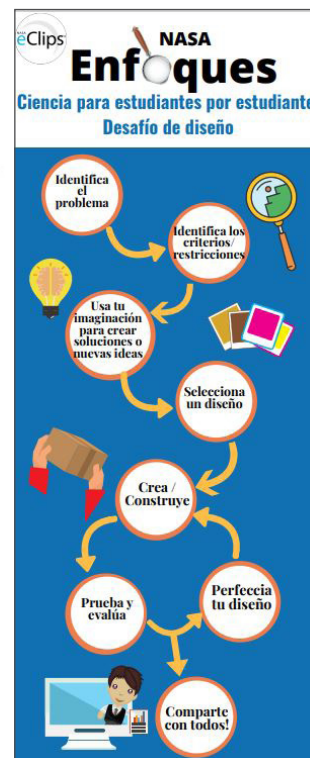 NASA
eClips
NASA
Enfoques
Ciencia para estudiantes por estudiante
Desafío de diseño
Identifica
el
problema
Identifica los
criterios/
restricciones
Usa tu
imaginación
para crear
soluciones o
nuevas ideas
Selecciona
un diseño
Crea /
Construye
Prueba y
evalúa
Perfeccia
tu diseño
Comparte
con todos!